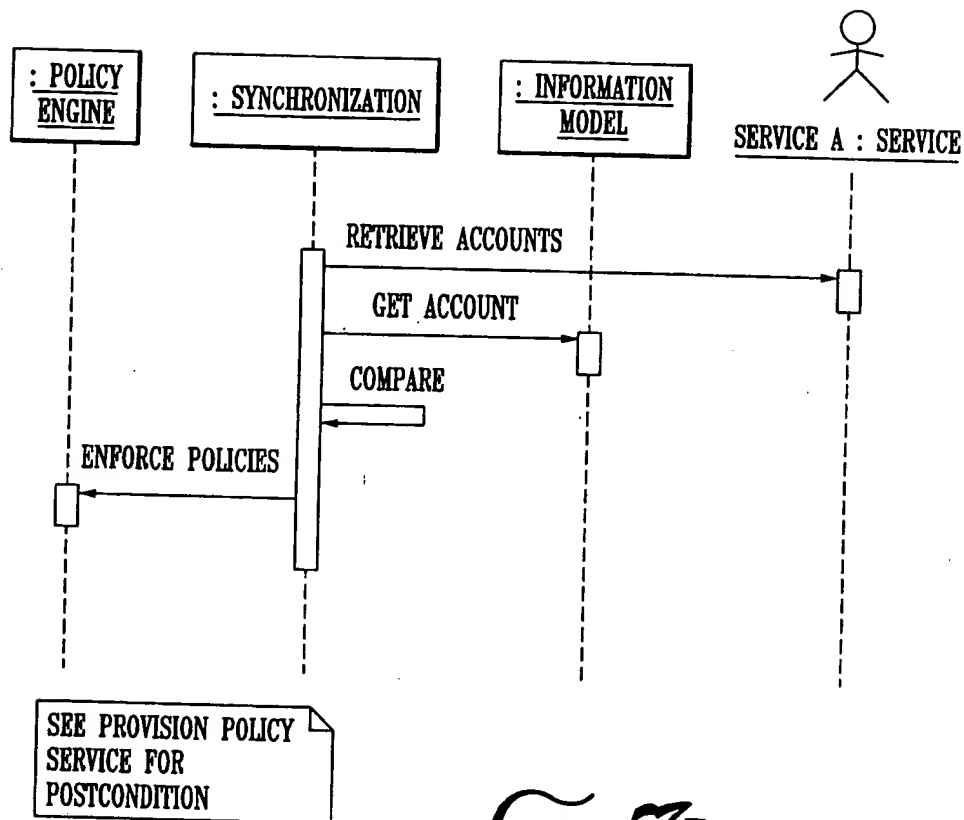 : POLICY
ENGINE
: SYNCHRONIZATION
: INFORMATION
MODEL
SERVICE A : SERVICE
RETRIEVE ACCOUNTS
GET ACCOUNT
COMPARE
ENFORCE POLICIES
SEE PROVISION POLICY
SERVICE FOR
POSTCONDITION